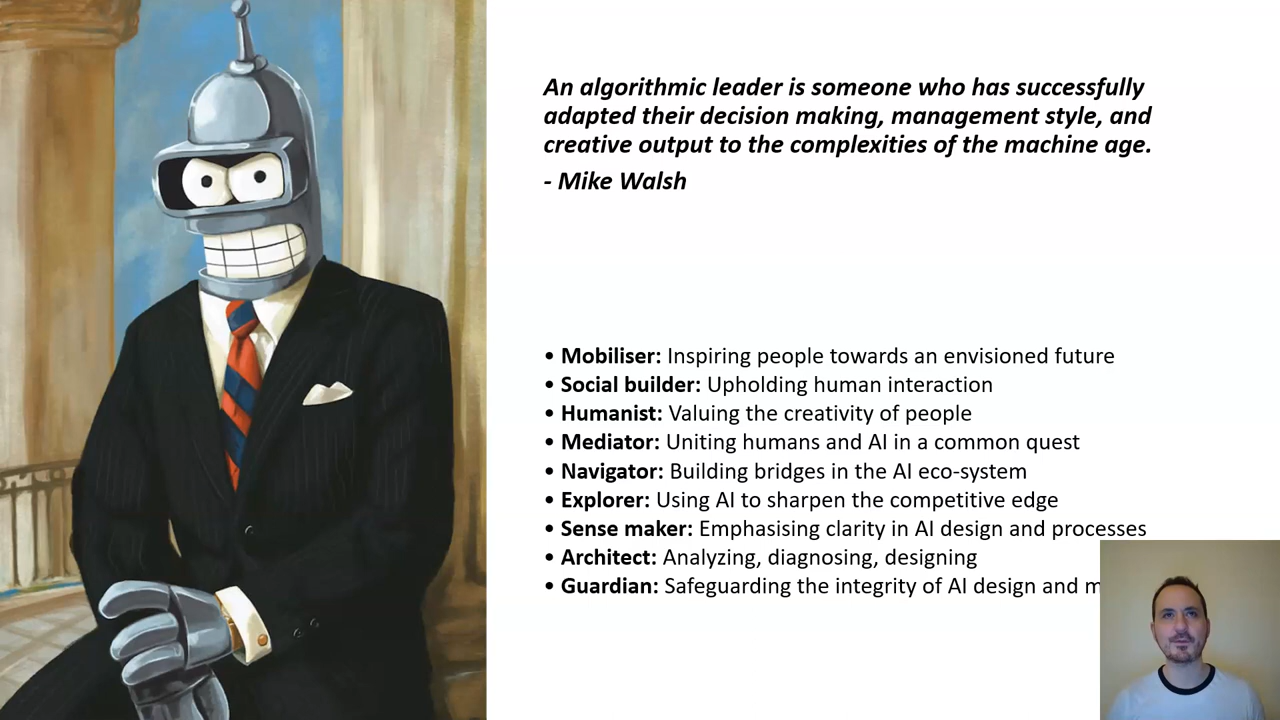 An algorithmic leader is someone who has successfully
adapted their decision making, management style, and
creative output to the complexities of the machine age.
- Mike Walsh
• Mobiliser: Inspiring people towards an envisioned future
• Social builder: Upholding human interaction
• Humanist: Valuing the creativity of people
• Mediator: Uniting humans and AI in a common quest
• Navigator: Building bridges in the AI eco-system
• Explorer: Using AI to sharpen the competitive edge
• Sense maker: Emphasising clarity in AI design and processes
• Architect: Analyzing, diagnosing, designing
• Guardian: Safeguarding the integrity of AI design and